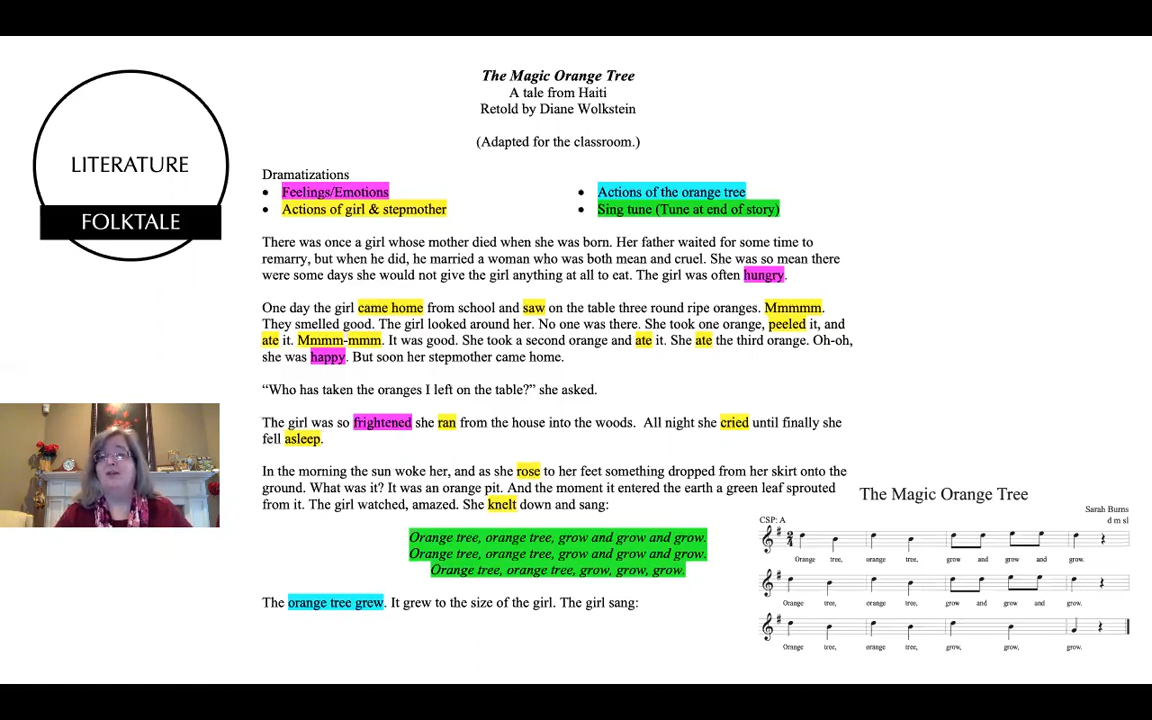 LITERATURE
FOLKTALE
The Magic Orange Tree
A tale from Haiti
Retold by Diane Wolkstein
(Adapted for the classroom.)
Dramatizations
• Feelings/Emotions
• Actions of girl & stepmother
• Actions of the orange tree
• Sing tune (Tune at end of story)
There was once a girl whose mother died when she was born. Her father waited for some time to
remarry, but when he did, he married a woman who was both mean and cruel. She was so mean there
were some days she would not give the girl anything at all to eat. The girl was often hungry.
One day the girl came home from school and saw on the table three round ripe oranges. Mmmmm.
They smelled good. The girl looked around her. No one was there. She took one orange, peeled it, and
ate it. Mmmm-mmm. It was good. She took a second orange and ate it. She ate the third orange. Oh-oh,
she was happy. But soon her stepmother came home.
“Who has taken the oranges I left on the table?” she asked.
The girl was so frightened she ran from the house into the woods. All night she cried until finally she
fell asleep.
In the morning the sun woke her, and as she rose to her feet something dropped from her skirt onto the
ground. What was it? It was an orange pit. And the moment it entered the earth a green leaf sprouted
from it. The girl watched, amazed. She knelt down and sang:
Orange tree, orange tree, grow and grow and grow.
Orange tree, orange tree, grow and grow and grow.
Orange tree, orange tree, grow, grow, grow.
The orange tree grew. It grew to the size of the girl. The girl sang:
The Magic Orange Tree
Sarah Burns
CSP: A
d m sl
2
4
Orange tree, orange tree, grow and grow and grow.
Orange tree, orange tree, grow and grow and grow.
Orange tree, orange tree, grow, grow, grow.